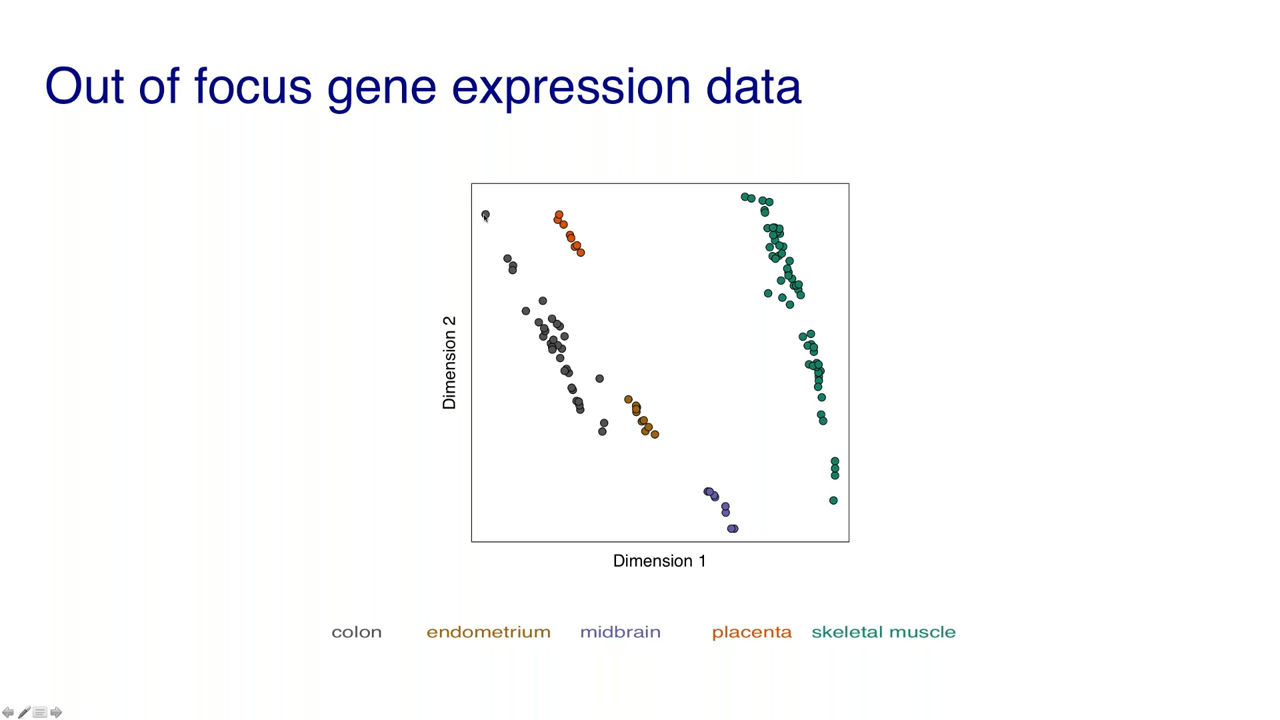 Out of focus gene expression data
Dimension 2
Dimension 1
colon endometrium midbrain placenta skeletal muscle